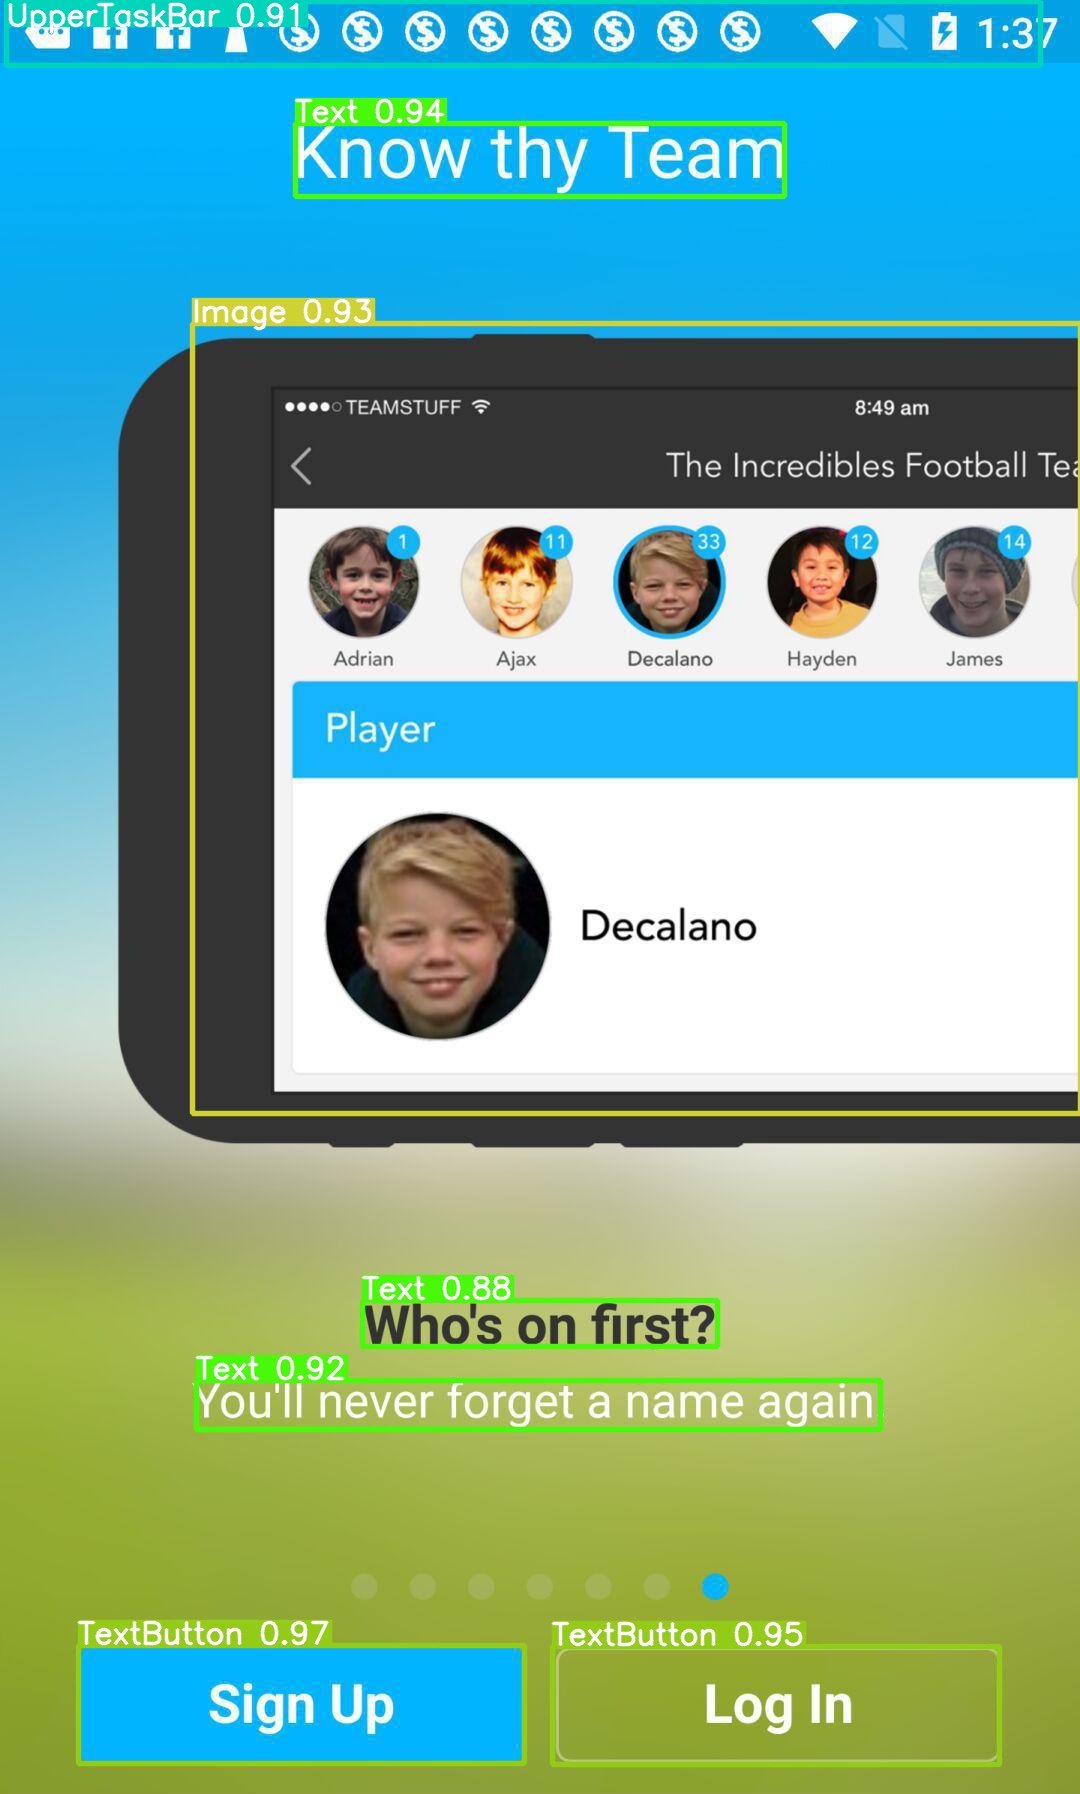 UpperTaskBar 0.91
1:37
Text 0.94
Know thy Team
Image 0.93
TEAMSTUFF
8:49 am
The Incredibles Football Tea
1 11 33 12 14
Adrian Ajax Decalano Hayden James
Player
Decalano
Text 0.88
Who's on first?
Text 0.92
You'll never forget a name again.
TextButton 0.97 TextButton 0.95
Sign Up Log In